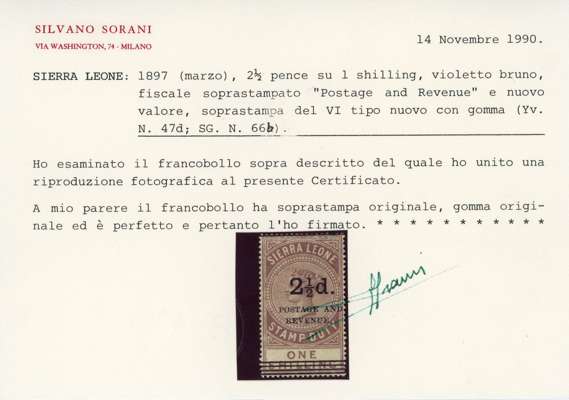 SILVANO SORANI
VIA WASHINGTON, 74 - MILANO
14 Novembre 1990.
SIERRA LEONE: 1897 (marzo), 2½ pence su 1 shilling, violetto bruno,
fiscale soprastampato "Postage and Revenue" e nuovo
valore, soprastampa del VI tipo nuovo con gomma (Yv.
N. 47d; SG. N. 66b).
Ho esaminato il francobollo sopra descritto del quale ho unito una
riproduzione fotografica al presente Certificato.
A mio parere il francobollo ha soprastampa originale, gomma origi-
nale ed è perfetto e pertanto l'ho firmato. * * * * * * * * * * *
SIERRA LEONE
2½d.
POSTAGE AND
REVENUE
STAMP DUTY
ONE
SHILLING